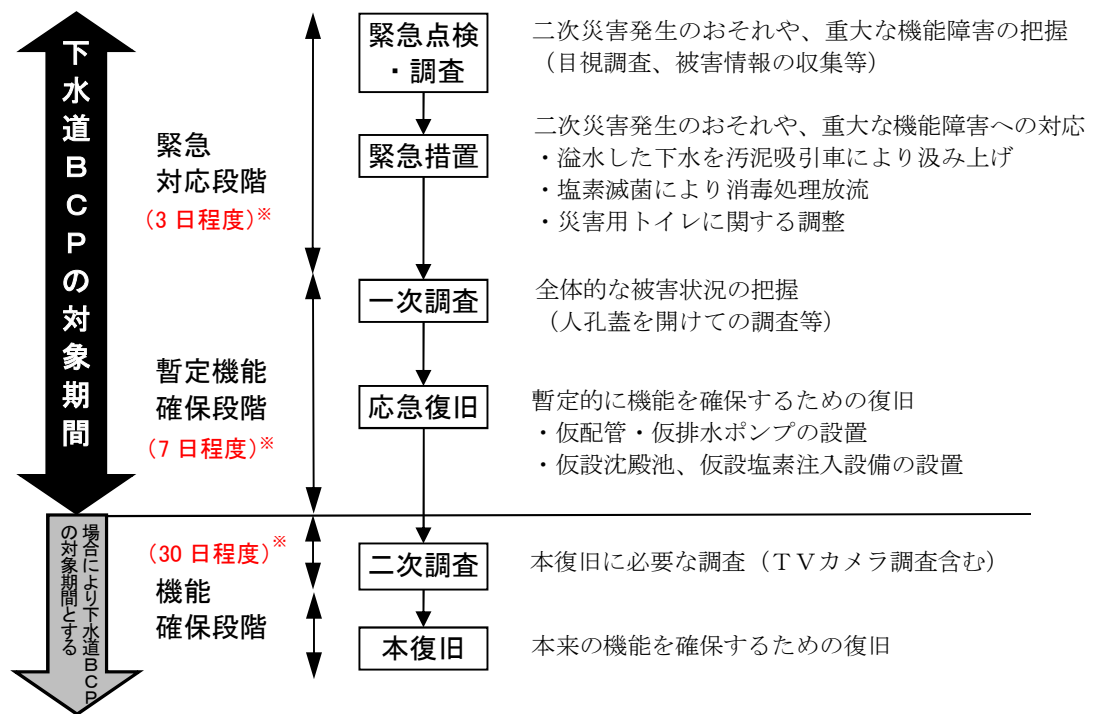 下水道BCPの対象期間
場合により下水道BCP
の対象期間とする
緊急
対応段階
(3 日程度)※
緊急点検
・調査
二次災害発生のおそれや、重大な機能障害の把握
（目視調査、被害情報の収集等）
緊急措置
二次災害発生のおそれや、重大な機能障害への対応
・溢水した下水を汚泥吸引車により汲み上げ
・塩素滅菌により消毒処理放流
・災害用トイレに関する調整
暫定機能
確保段階
(7 日程度)※
一次調査
全体的な被害状況の把握
（人孔蓋を開けての調査等）
応急復旧
暫定的に機能を確保するための復旧
・仮配管・仮排水ポンプの設置
・仮設沈殿池、仮設塩素注入設備の設置
(30 日程度)※
機能
確保段階
二次調査
本復旧に必要な調査（ＴＶカメラ調査含む）
本復旧
本来の機能を確保するための復旧